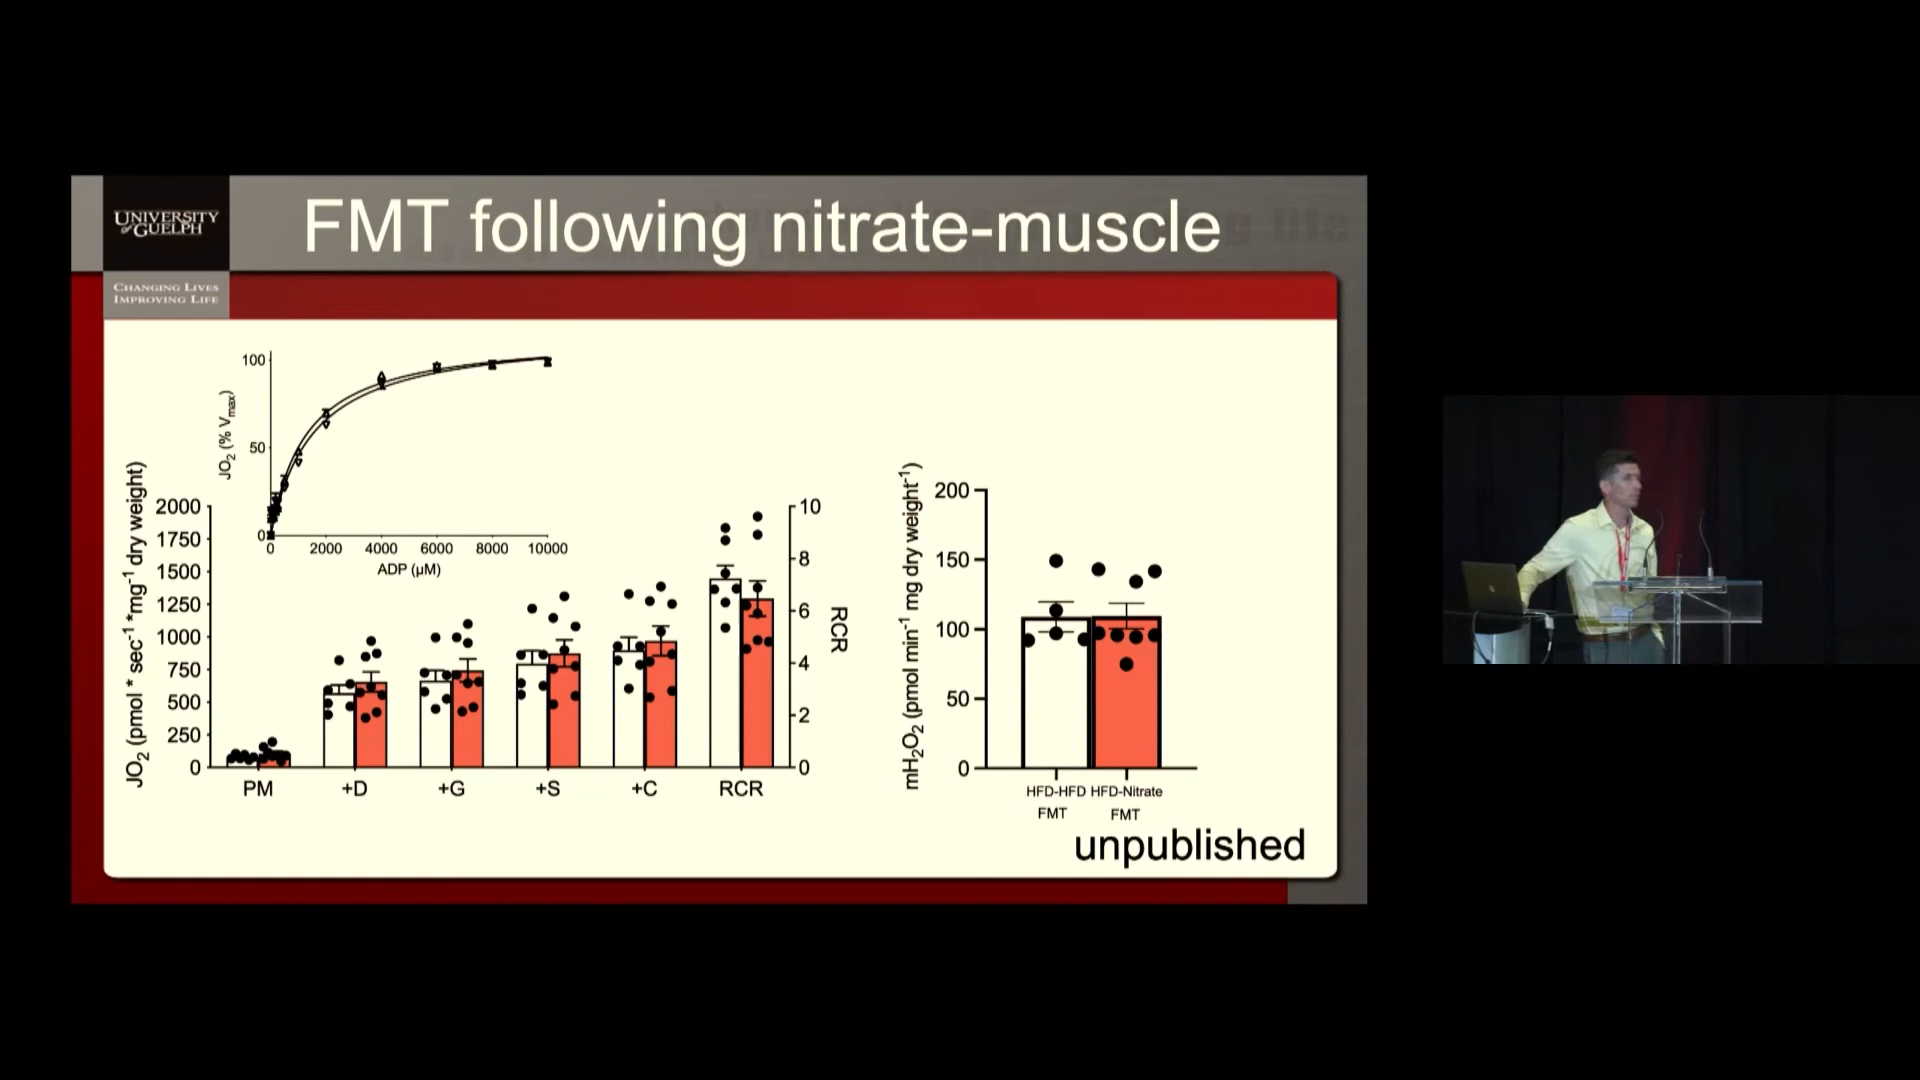 UNIVERSITY
of GUELPH
CHANGING LIVES
IMPROVING LIFE
FMT following nitrate-muscle
JO2 (% Vmax)
100
50
0
0 2000 4000 6000 8000 10000
ADP (µM)
JO2 (pmol * sec-1 *mg-1 dry weight)
2000
1750
1500
1250
1000
750
500
250
0
PM +D +G +S +C RCR
10
8
6
4
2
0
RCR
mH2O2 (pmol min-1 mg dry weight-1)
200
150
100
50
0
HFD-HFD HFD-Nitrate
FMT FMT
unpublished